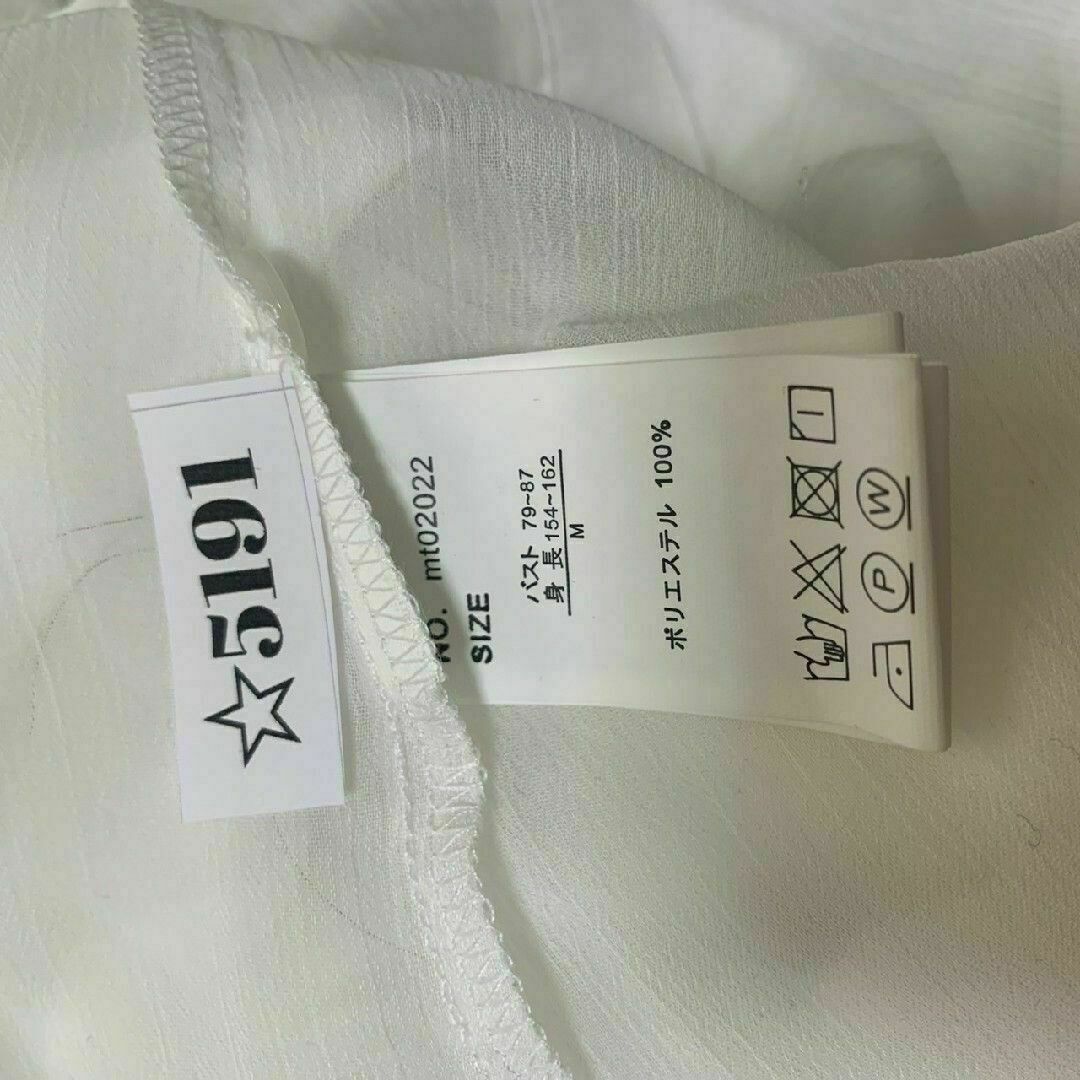 ☆5191
NO. mt02022
SIZE
バスト 79~87
身 長 154~162
M
ポリエステル 100%
P W